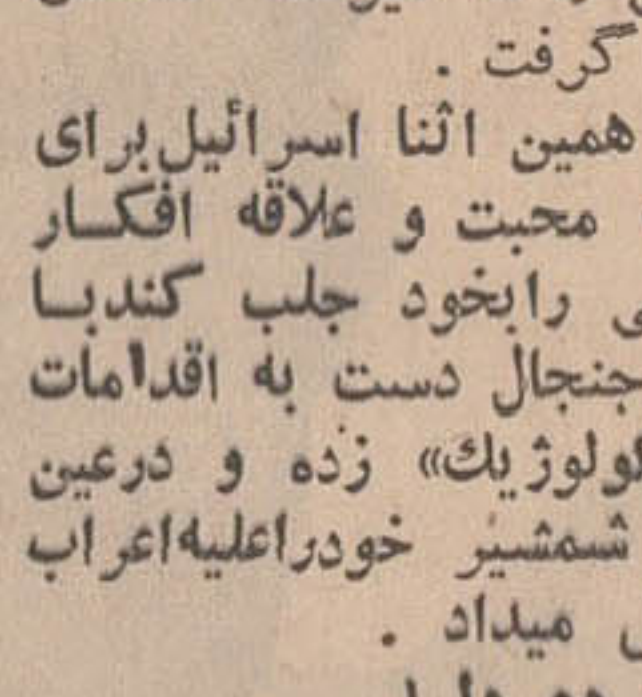 گرفت .
همین اثنا اسرائیل برای
محبت و علاقه افکار
رابخود جلب کندبا
جنجال دست به اقدامات
زده و درعین
شمشیر خودراعلیه اعراب
میداد .